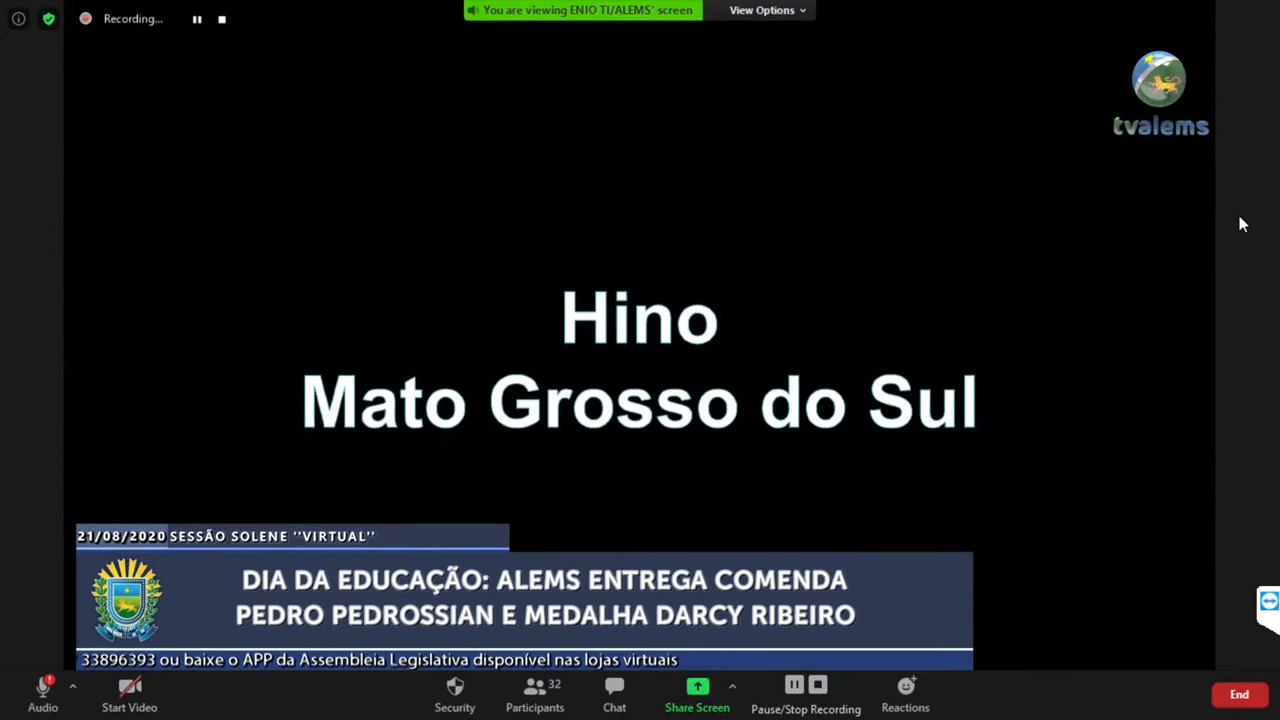 Recording...
You are viewing ENIO TI/ALEMS' screen
View Options
tvalems
Hino
Mato Grosso do Sul
21/08/2020 SESSÃO SOLENE ''VIRTUAL''
DIA DA EDUCAÇÃO: ALEMS ENTREGA COMENDA
PEDRO PEDROSSIAN E MEDALHA DARCY RIBEIRO
33896393 ou baixe o APP da Assembleia Legislativa disponível nas lojas virtuais
Audio
Start Video
Security
Participants 32
Chat
Share Screen
Pause/Stop Recording
Reactions
End